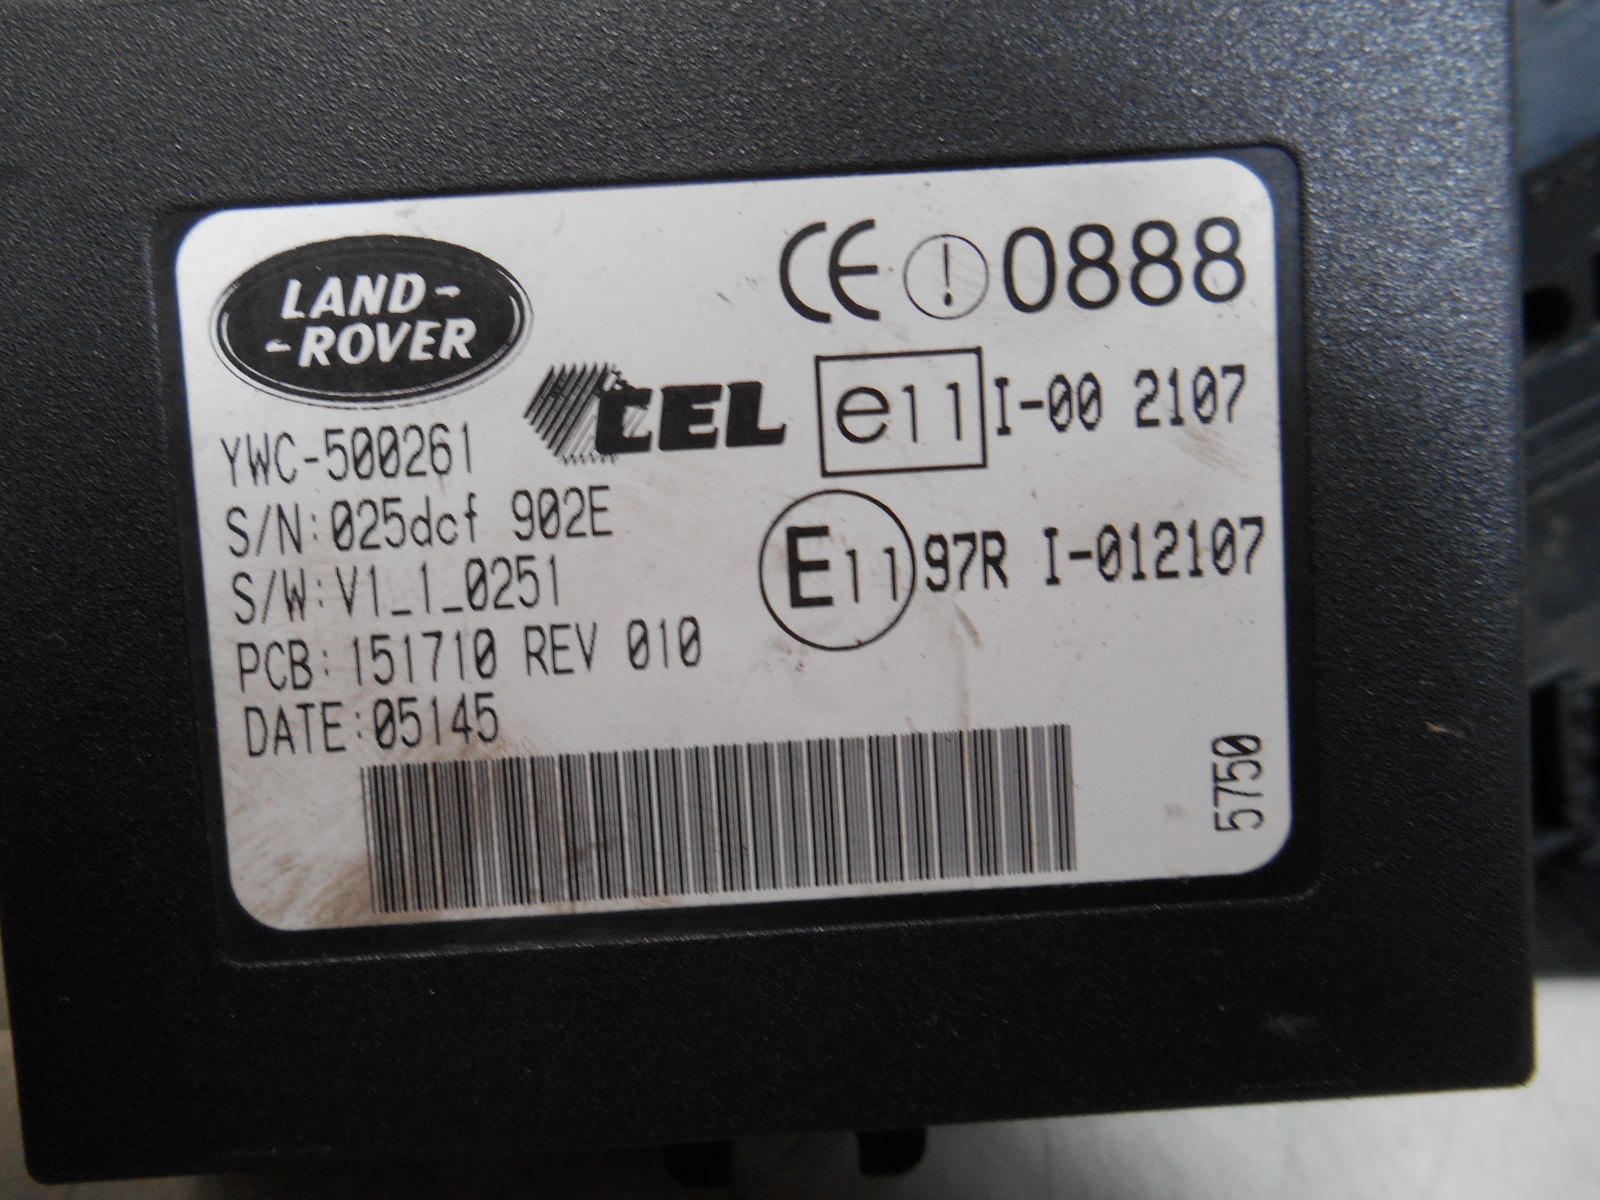 LAND-
-ROVER
CE 0888
TEL
e11 I-00 2107
YWC-500261
S/N:025dcf 902E
E11 97R I-012107
S/W:V1_1_0251
PCB:151710 REV 010
DATE:05145
5750